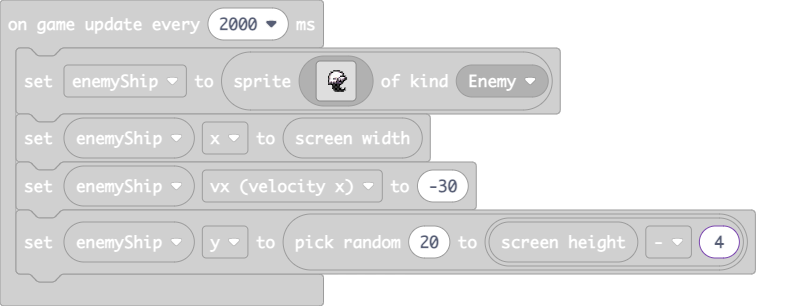 on game update every 2000 ms
set enemyShip to sprite of kind Enemy
set enemyShip x to screen width
set enemyShip vx (velocity x) to -30
set enemyShip y to pick random 20 to screen height - 4